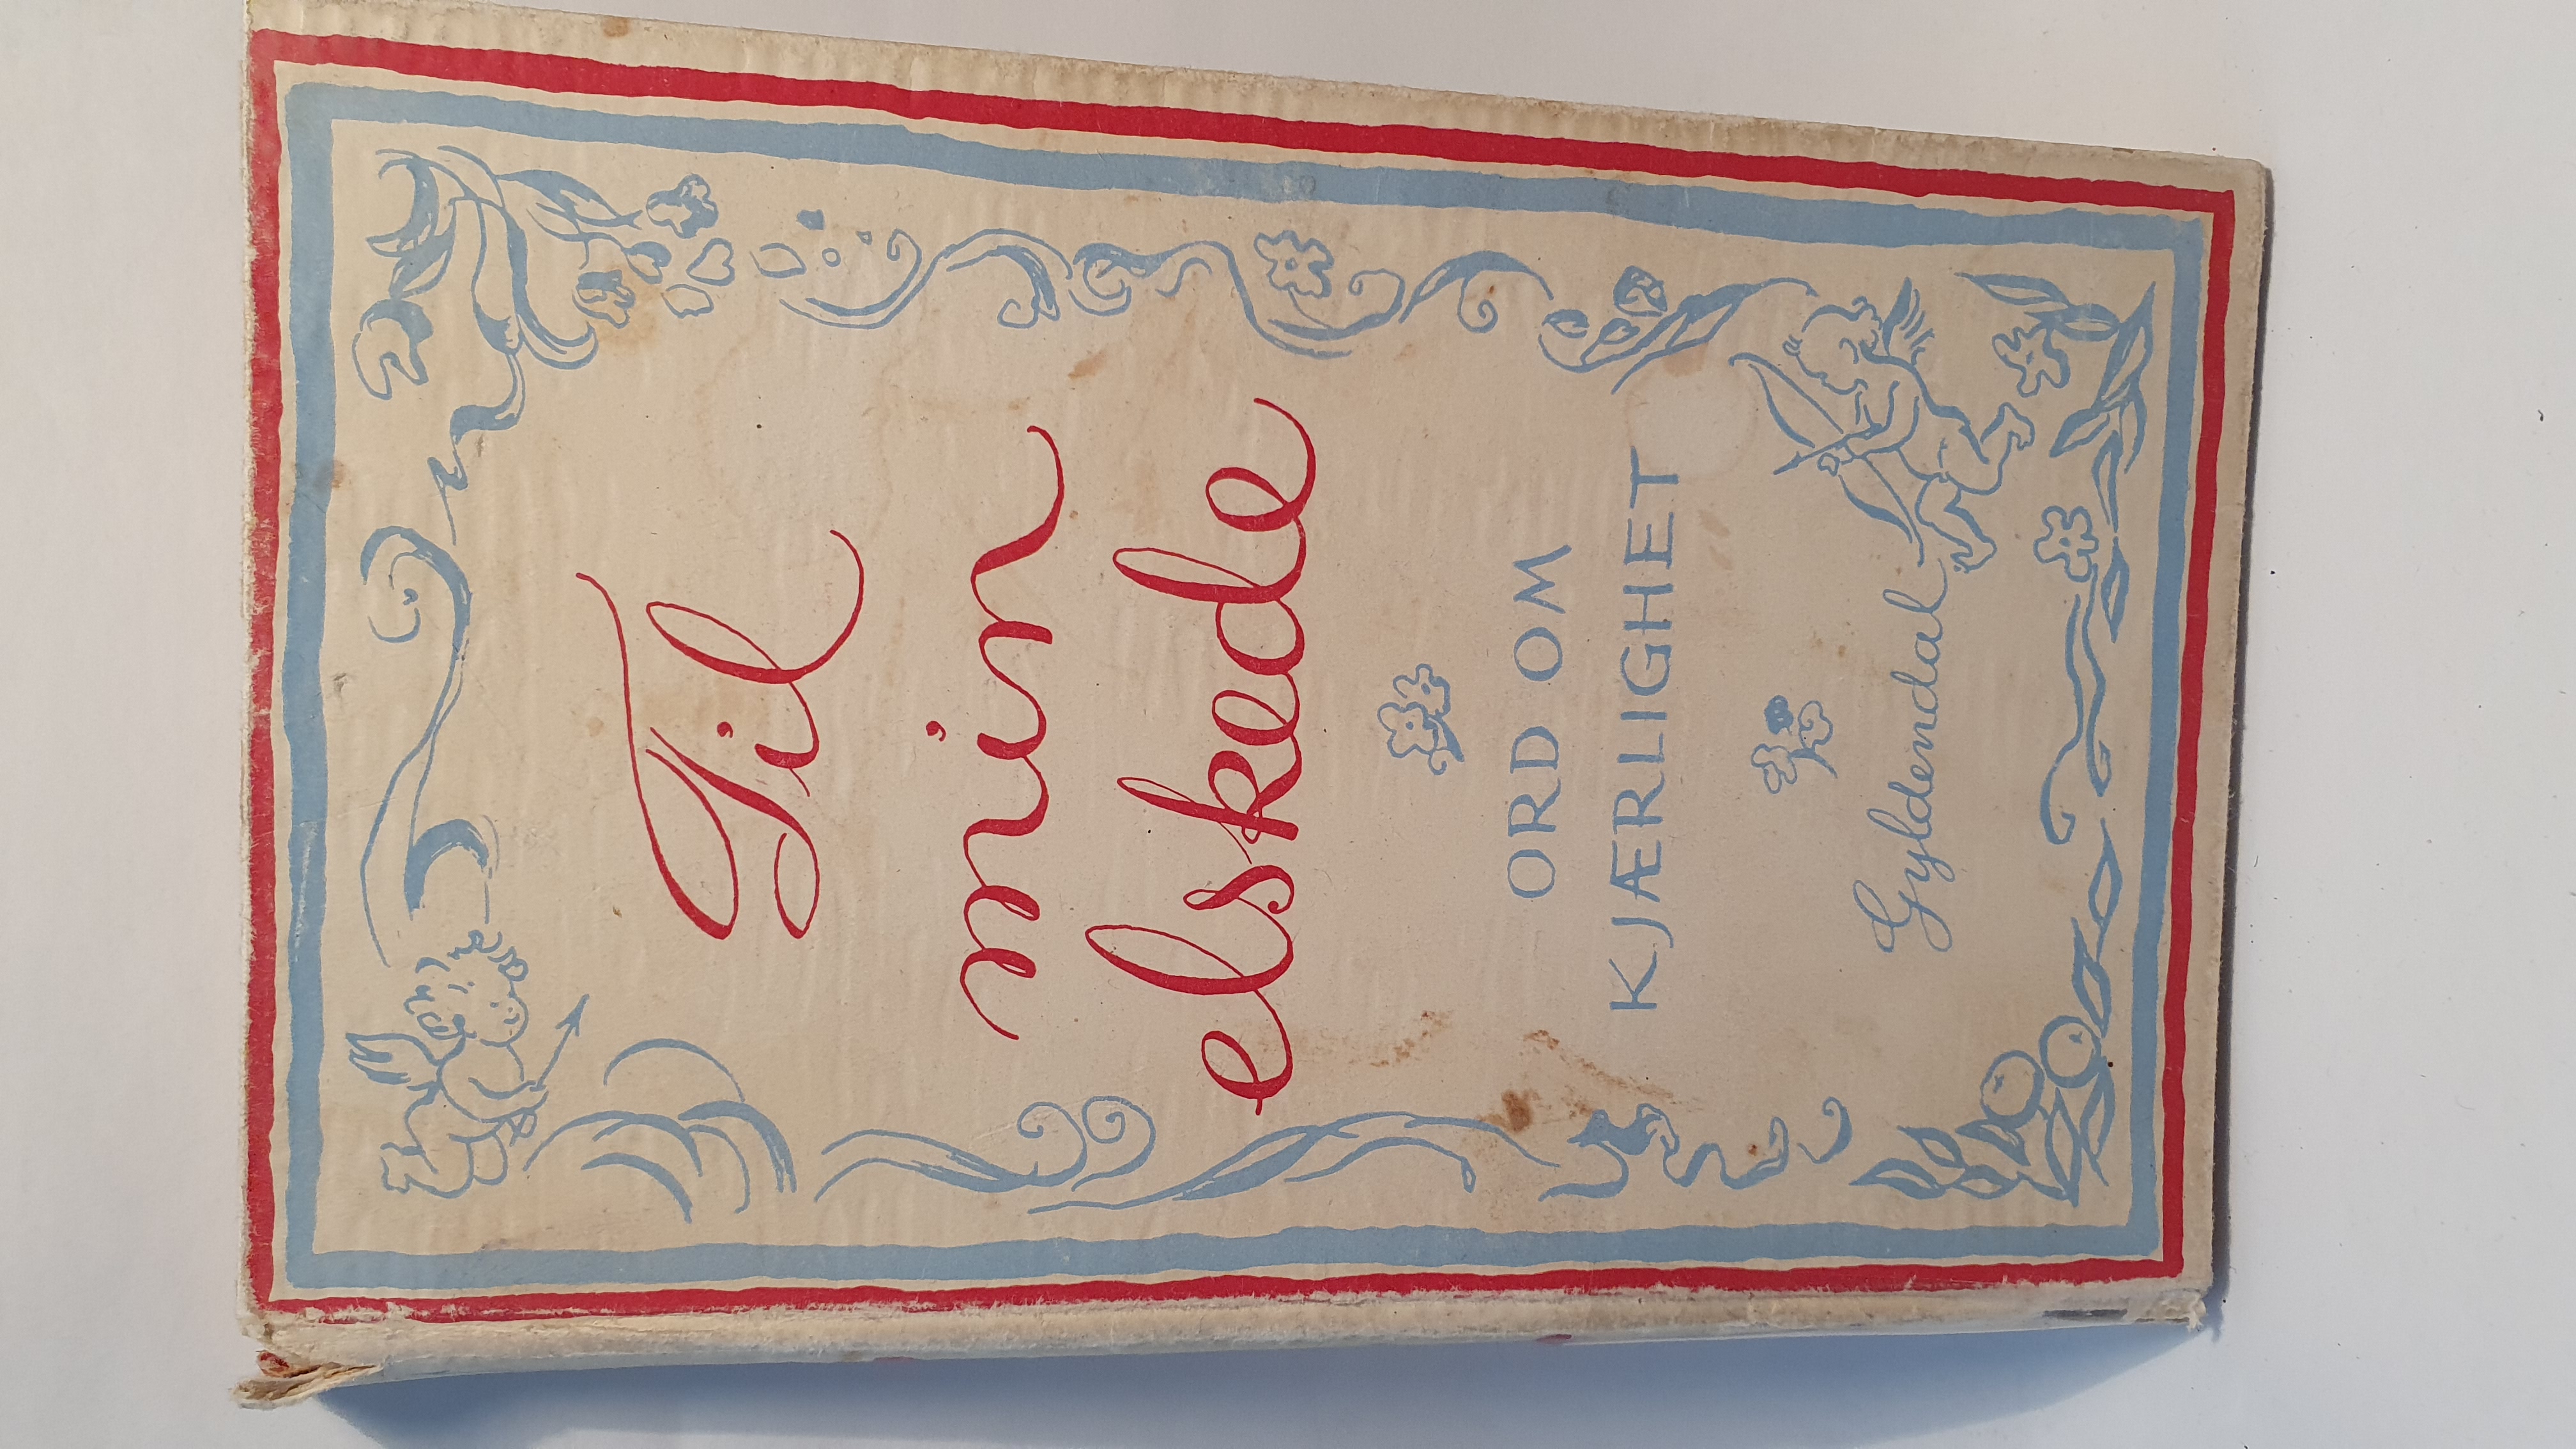 Til
min
elskede
ORD OM
KJÆRLIGHET
Gyldendal